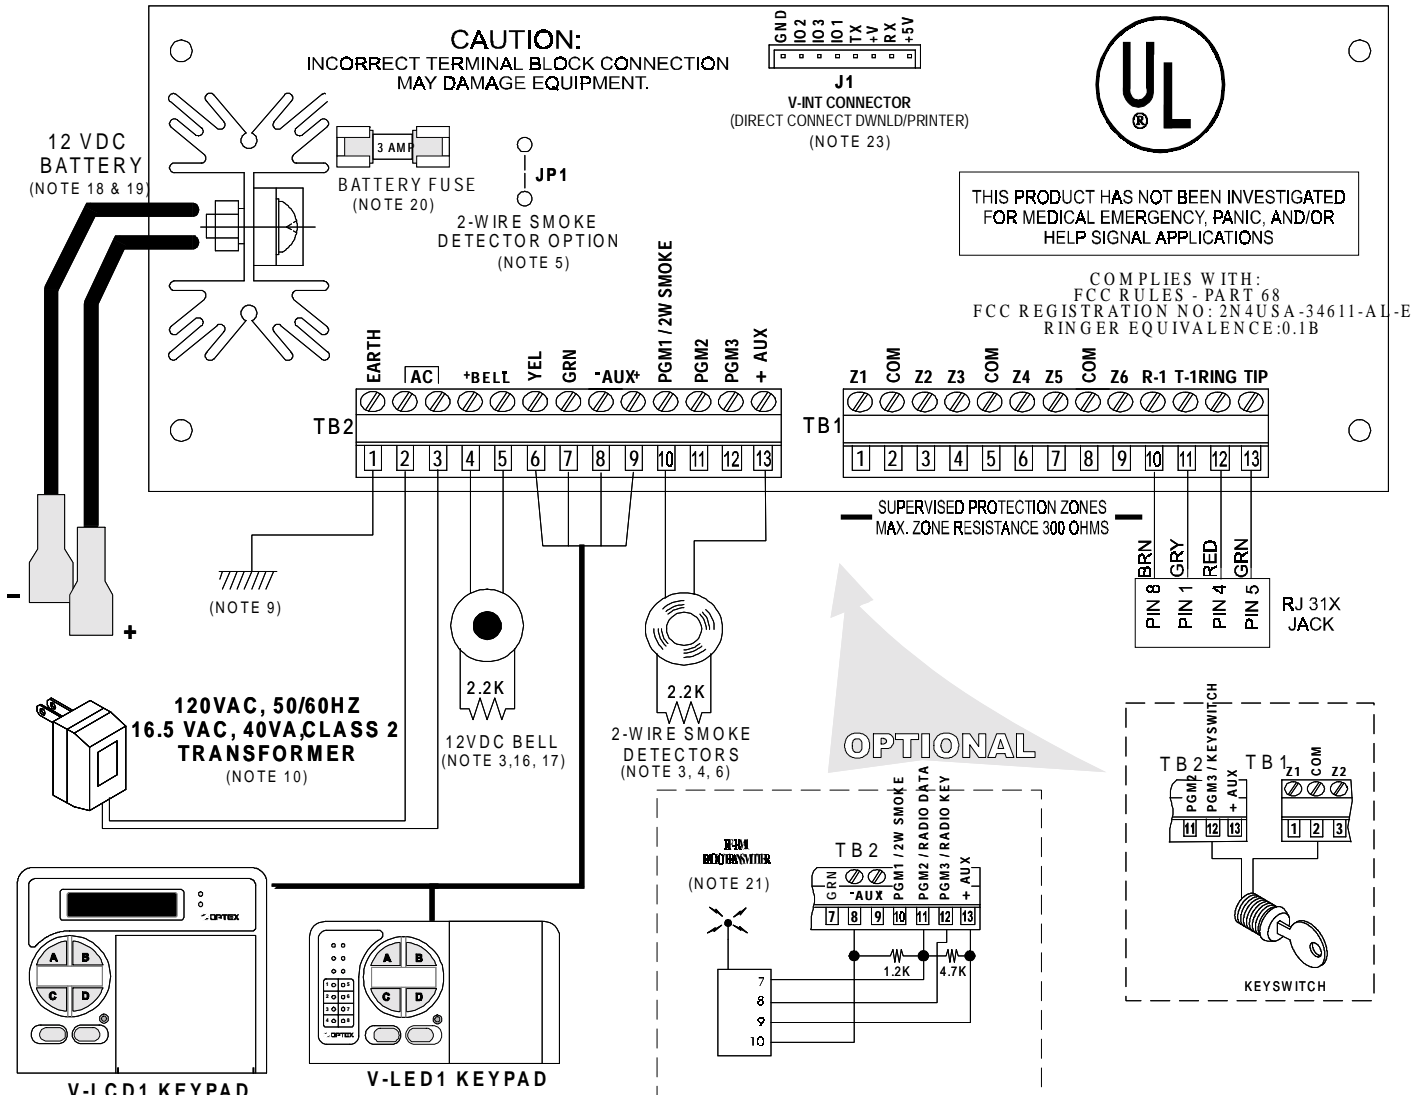 CAUTION:
INCORRECT TERMINAL BLOCK CONNECTION
MAY DAMAGE EQUIPMENT.
GND
IO2
IO3
IO1
TX
+V
RX
+5V
J1
V-INT CONNECTOR
(DIRECT CONNECT DWNLD/PRINTER)
(NOTE 23)
UL
®
12 VDC
BATTERY
(NOTE 18 & 19)
3 AMP
BATTERY FUSE
(NOTE 20)
JP1
2-WIRE SMOKE
DETECTOR OPTION
(NOTE 5)
THIS PRODUCT HAS NOT BEEN INVESTIGATED
FOR MEDICAL EMERGENCY, PANIC, AND/OR
HELP SIGNAL APPLICATIONS
COMPLIES WITH:
FCC RULES - PART 68
FCC REGISTRATION NO: 2N4USA-34611-AL-E
RINGER EQUIVALENCE:0.1B
EARTH
AC
+BELL-
YEL
GRN
-AUX+
PGM1 / 2W SMOKE
PGM2
PGM3
+ AUX
TB2
1 2 3 4 5 6 7 8 9 10 11 12 13
Z1 COM Z2 Z3 COM Z4 Z5 COM Z6 R-1 T-1 RING TIP
TB1
1 2 3 4 5 6 7 8 9 10 11 12 13
SUPERVISED PROTECTION ZONES
MAX. ZONE RESISTANCE 300 OHMS
BRN
GRY
RED
GRN
PIN 8
PIN 1
PIN 4
PIN 5
RJ 31X
JACK
-
+
(NOTE 9)
120VAC, 50/60HZ
16.5 VAC, 40VA,CLASS 2
TRANSFORMER
(NOTE 10)
2.2K
12VDC BELL
(NOTE 3,16, 17)
2.2K
2-WIRE SMOKE
DETECTORS
(NOTE 3, 4, 6)
OPTIONAL
(NOTE 21)
TB2
GRN
-AUX
PGM1 / 2W SMOKE
PGM2 / RADIO DATA
PGM3 / RADIO KEY
+ AUX
7 8 9 10 11 12 13
1.2K
4.7K
7
8
9
10
TB2
PGM2
PGM3 / KEYSWITCH
+ AUX
11 12 13
TB1
Z1
COM
Z2
1 2 3
KEYSWITCH
OPTEX
A B
C D
V-LCD1 KEYPAD
A B
C D
1 5
2 6
3 7
4 8
OPTEX
V-LED1 KEYPAD